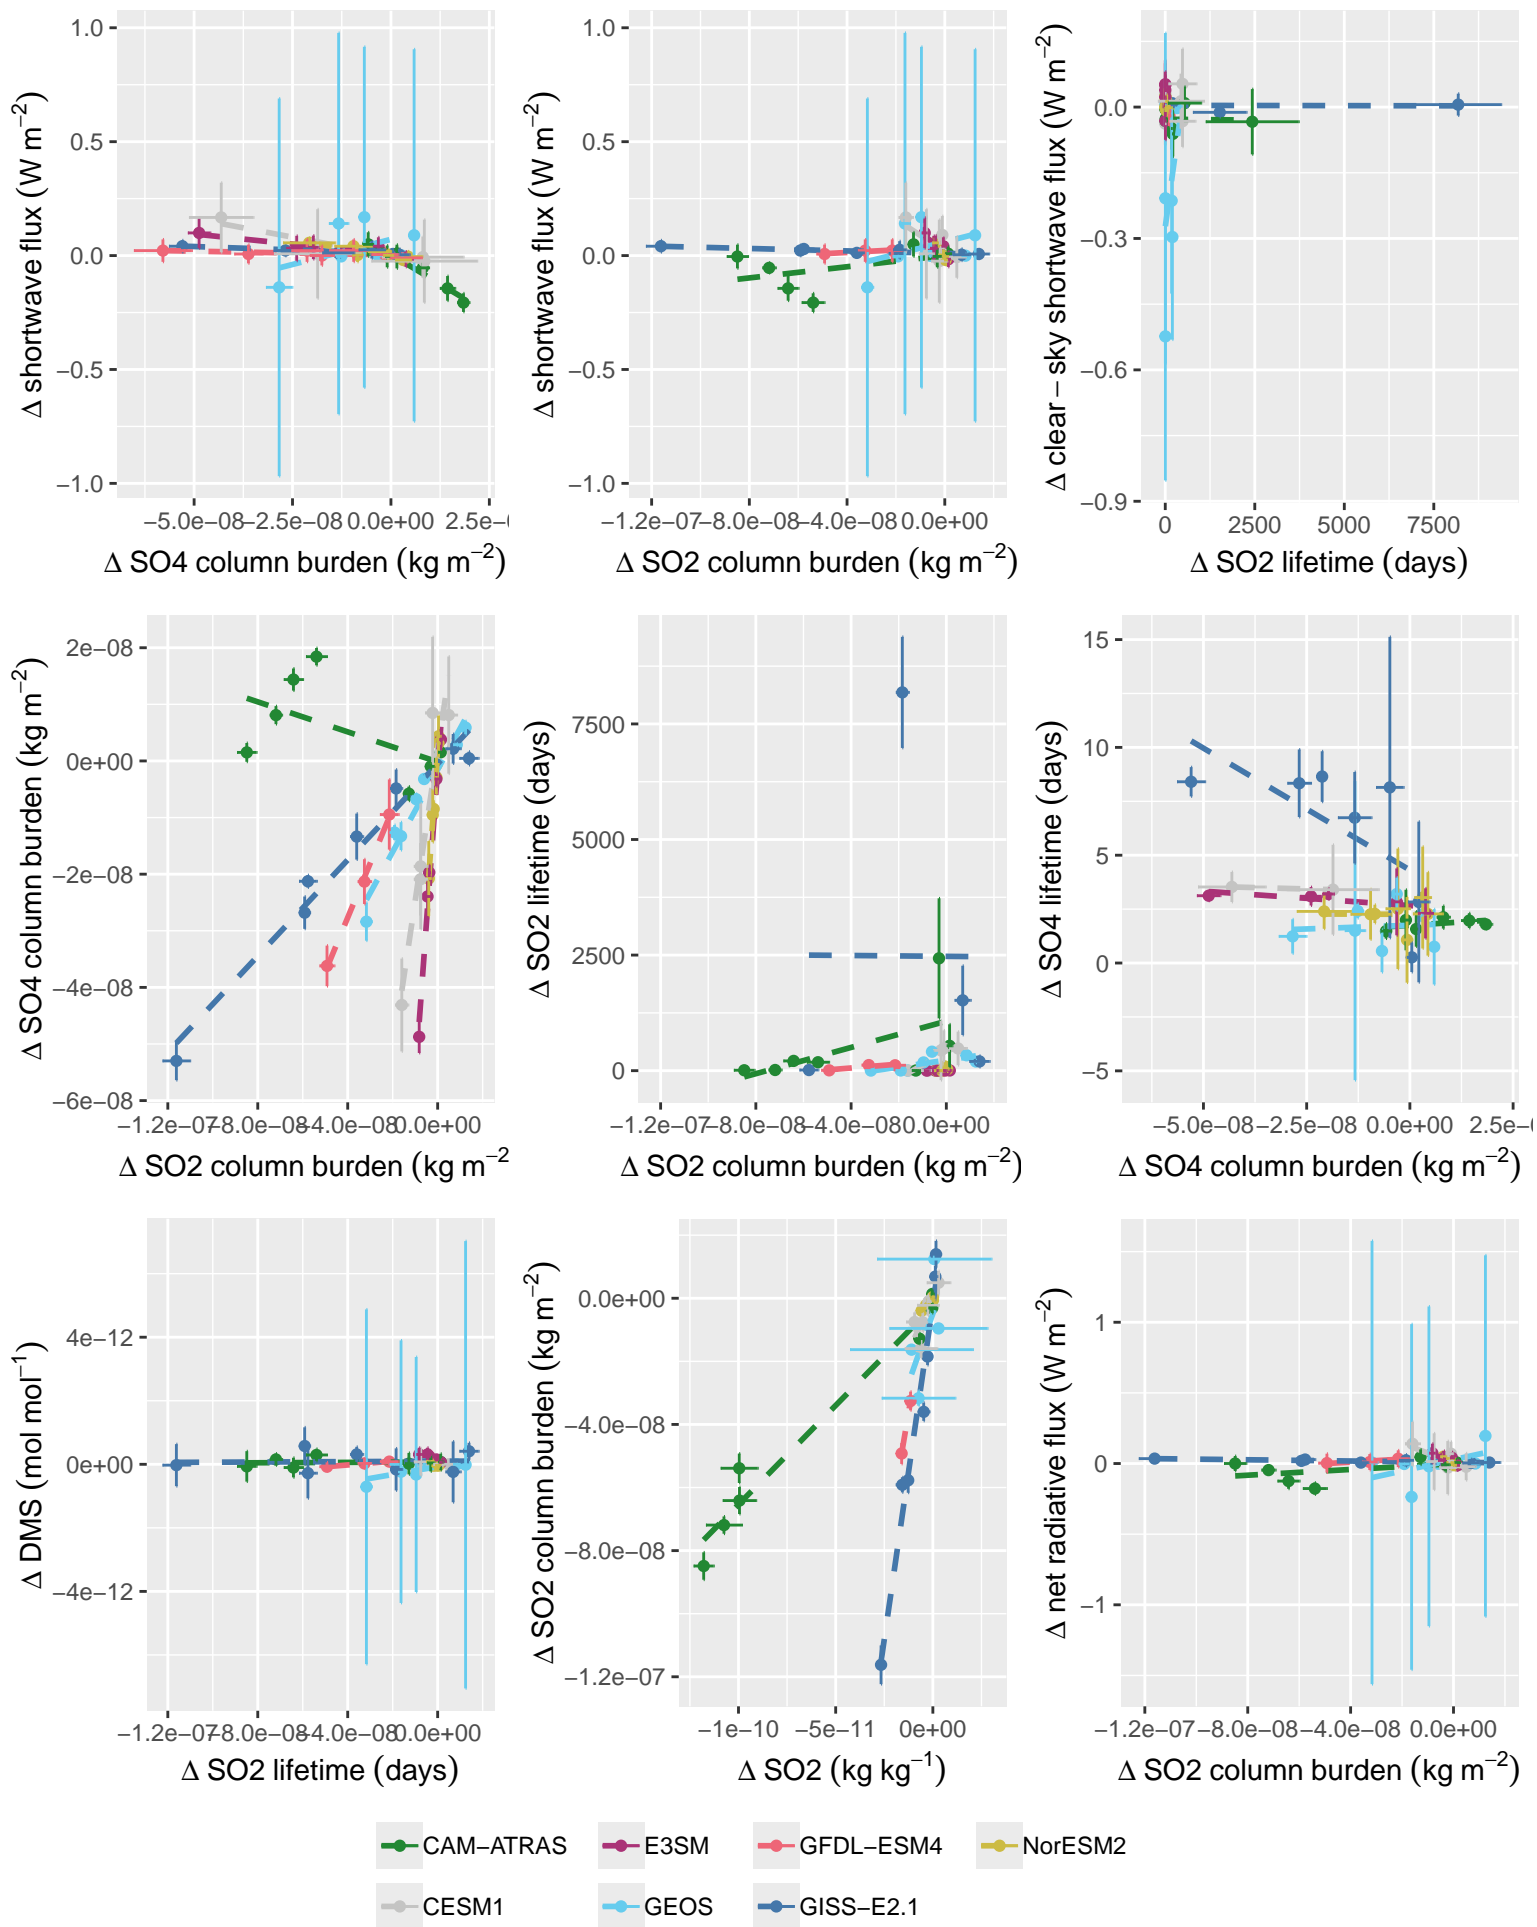 Δ shortwave flux (W m−2)
1.0
0.5
0.0
−0.5
−1.0
−5.0e−08 −2.5e−08 0.0e+00 2.5e−
Δ SO4 column burden (kg m−2)
Δ shortwave flux (W m−2)
1.0
0.5
0.0
−0.5
−1.0
−1.2e−07 −8.0e−08 −4.0e−08 0.0e+00
Δ SO2 column burden (kg m−2)
Δ clear − sky shortwave flux (W m−2)
0.0
−0.3
−0.6
−0.9
0 2500 5000 7500
Δ SO2 lifetime (days)
Δ SO4 column burden (kg m−2)
2e−08
0e+00
−2e−08
−4e−08
−6e−08
−1.2e−07 −8.0e−08 −4.0e−08 0.0e+00
Δ SO2 column burden (kg m−2
Δ SO2 lifetime (days)
7500
5000
2500
0
−1.2e−07 −8.0e−08 −4.0e−08 0.0e+00
Δ SO2 column burden (kg m−2)
Δ SO4 lifetime (days)
15
10
5
0
−5
−5.0e−08 −2.5e−08 0.0e+00 2.5e−
Δ SO4 column burden (kg m−2)
Δ DMS (mol mol−1)
4e−12
0e+00
−4e−12
−1.2e−07 −8.0e−08 −4.0e−08 0.0e+00
Δ SO2 lifetime (days)
Δ SO2 column burden (kg m−2)
0.0e+00
−4.0e−08
−8.0e−08
−1.2e−07
−1e−10 −5e−11 0e+00
Δ SO2 (kg kg−1)
Δ net radiative flux (W m−2)
1
0
−1
−1.2e−07 −8.0e−08 −4.0e−08 0.0e+00
Δ SO2 column burden (kg m−2)
CAM−ATRAS E3SM GFDL−ESM4 NorESM2
CESM1 GEOS GISS−E2.1